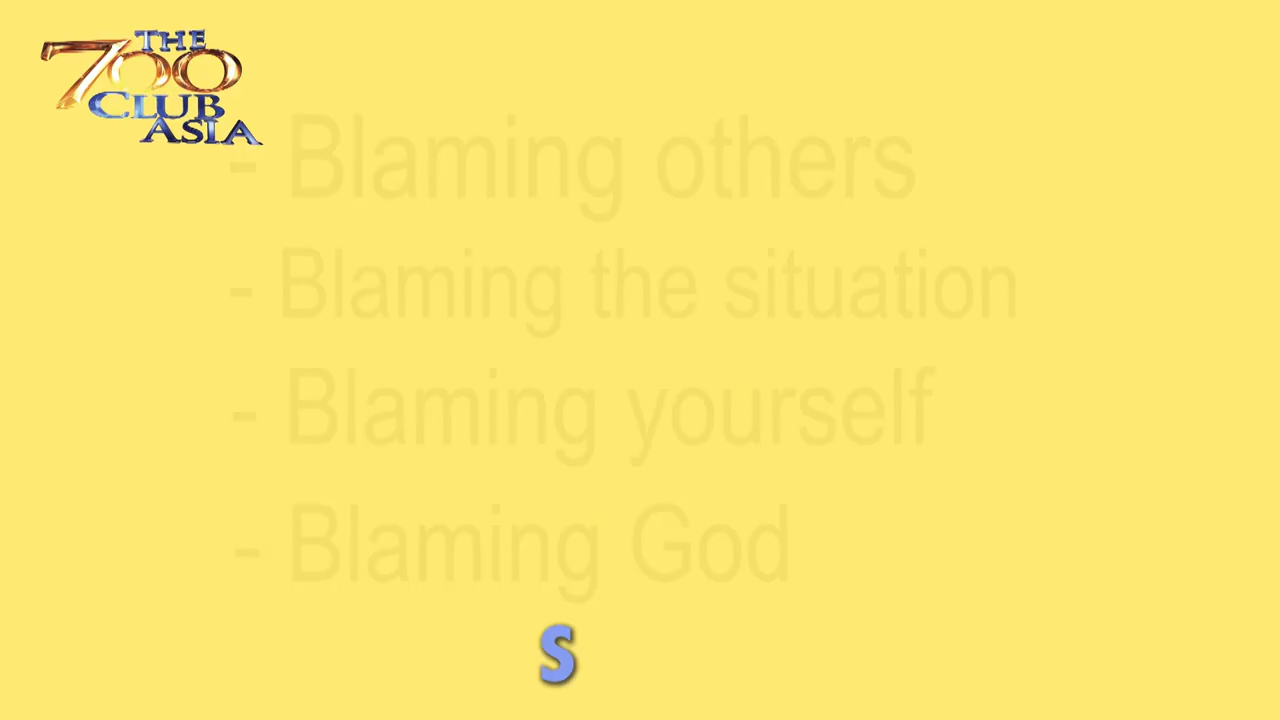 THE
700
CLUB
ASIA
- Blaming others
- Blaming the situation
- Blaming yourself
- Blaming God
S